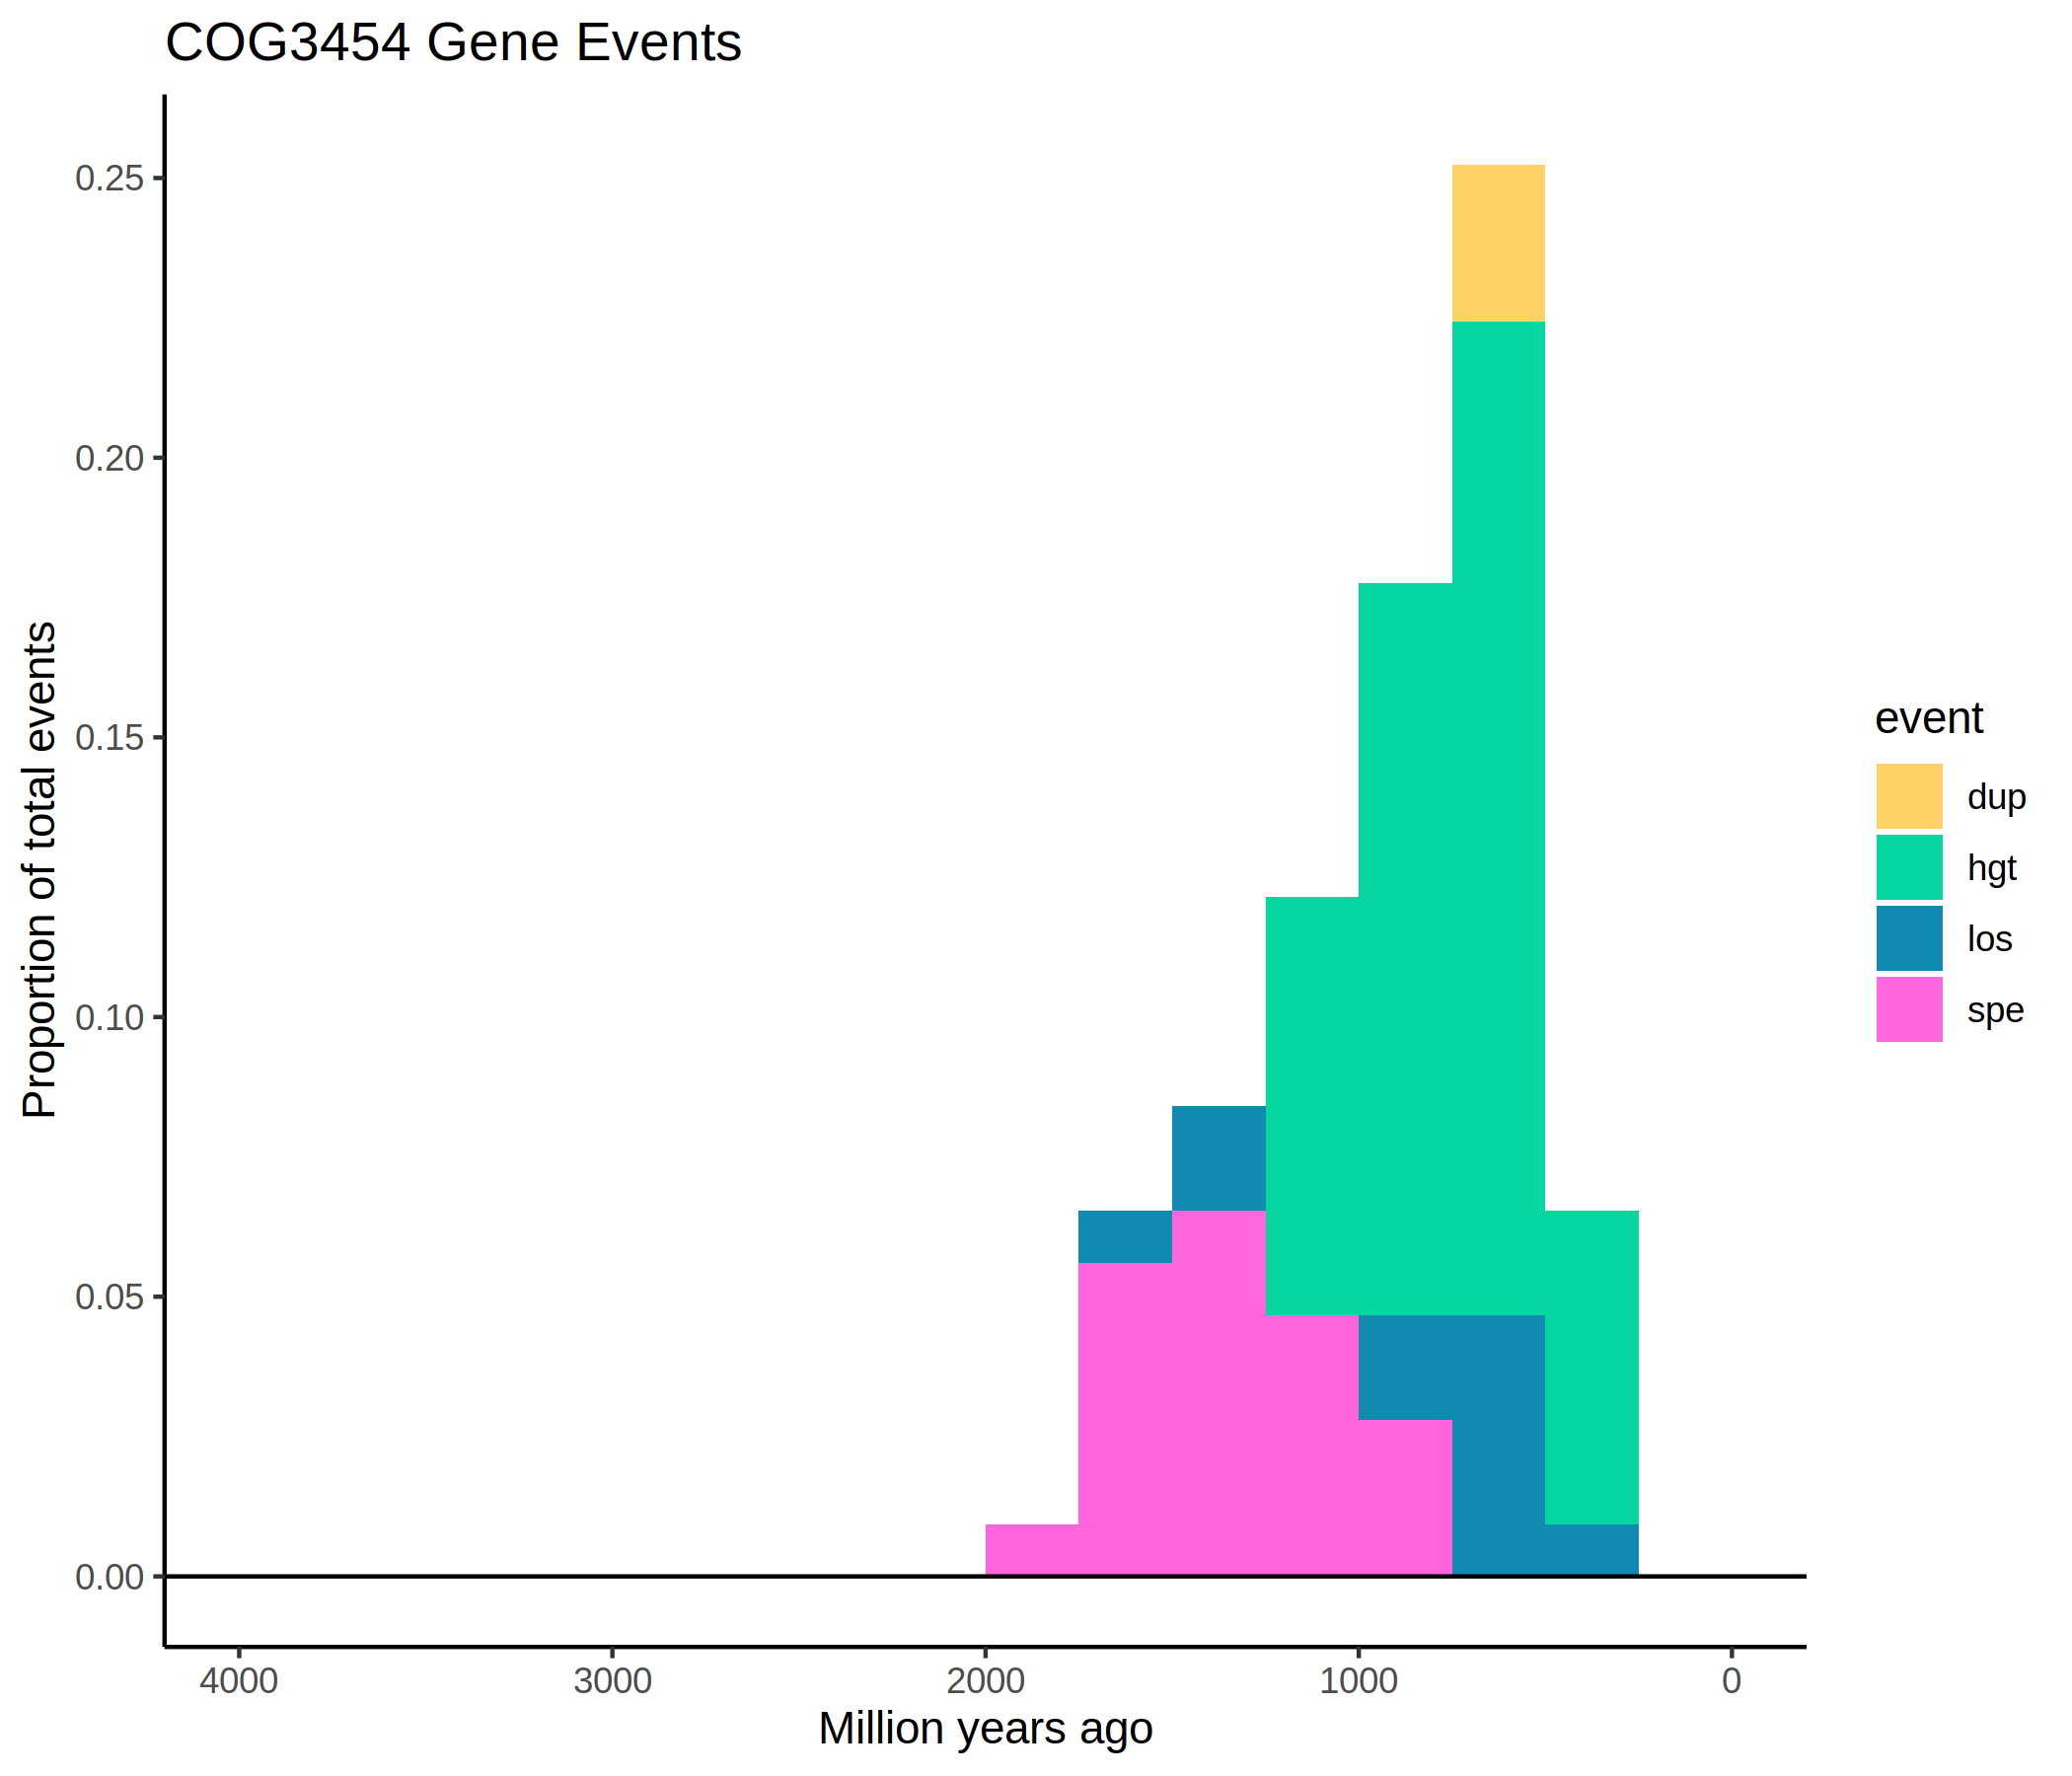 COG3454 Gene Events
Proportion of total events
0.25
0.20
0.15
0.10
0.05
0.00
4000 3000 2000 1000 0
Million years ago
event
dup
hgt
los
spe